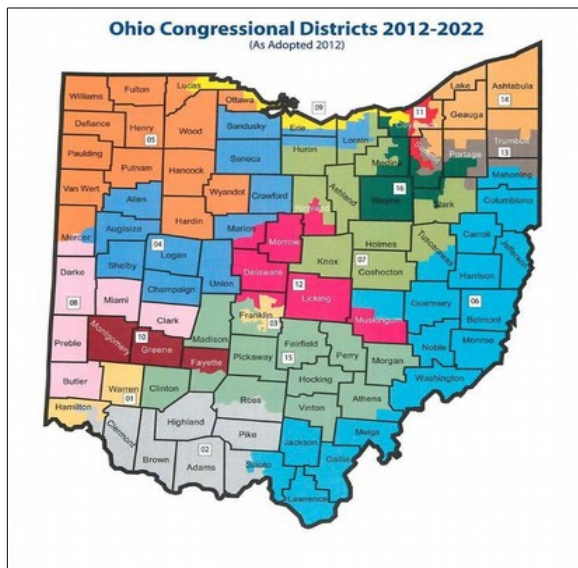 Ohio Congressional Districts 2012-2022
(As Adopted 2012)
Williams
Fulton
Lucas
Ottawa
09
11
Lake
Ashtabula
14
Geauga
Defiance
Henry
05
Wood
Sandusky
Erie
Lorain
Huron
Medina
Summit
Portage
Trumbull
13
Mahoning
Paulding
Putnam
Hancock
Seneca
Van Wert
Allen
Wyandot
Crawford
Richland
Ashland
Wayne
16
Stark
Columbiana
Hardin
Mercer
Auglaize
04
Logan
Marion
Morrow
Knox
Holmes
07
Coshocton
Tuscarawas
Carroll
Jefferson
Harrison
Shelby
Darke
Champaign
Union
Delaware
12
Licking
Muskingum
Guernsey
06
Belmont
08
Miami
Clark
Franklin
03
Madison
Preble
Montgomery
10
Greene
Fayette
Pickaway
15
Fairfield
Perry
Morgan
Noble
Monroe
Washington
Butler
Warren
01
Clinton
Hocking
Athens
Hamilton
Ross
Vinton
Meigs
Clermont
Highland
Pike
Jackson
Gallia
Brown
02
Adams
Scioto
Lawrence